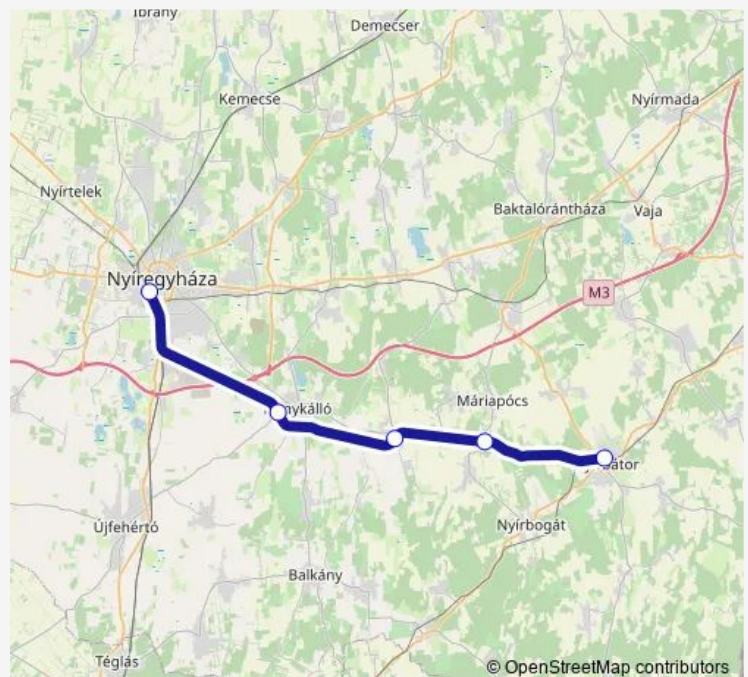 Ibrány
Demecser
Kemecse
Nyírmada
Nyírtelek
Baktalórántháza
Vaja
Nyíregyháza
M3
Máriapócs
Újfehértó
Nyírbogát
Balkány
Téglás
© OpenStreetMap contributors